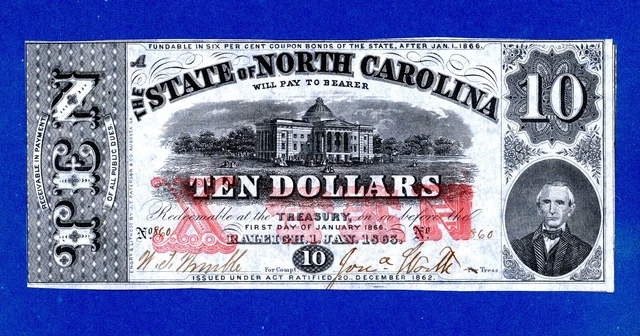 FUNDABLE IN SIX PER CENT COUPON BONDS OF THE STATE, AFTER JAN. 1. 1866.
A
THE STATE OF NORTH CAROLINA
WILL PAY TO BEARER
10
TEN
RECEIVABLE IN PAYMENT
OF ALL PUBLIC DUES.
TEN DOLLARS
Redeemable at the TREASURY, on or before the
FIRST DAY OF JANUARY 1866.
No 860 No 860
RALEIGH, 1. JAN. 1863.
for Comp. 10 Treas.
ISSUED UNDER ACT RATIFIED 20. DECEMBER 1862.